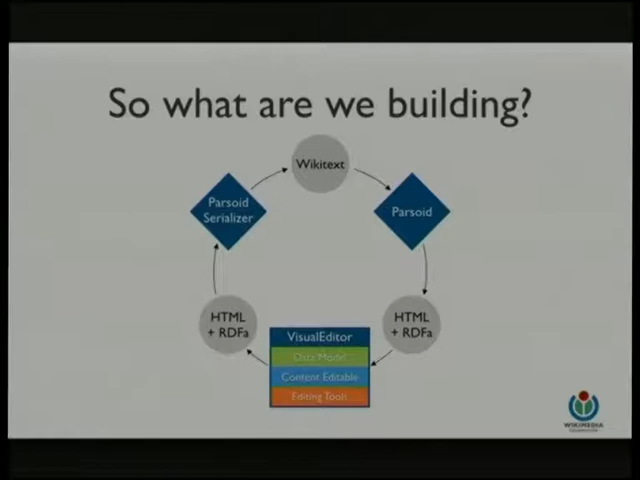 So what are we building?
Wikitext
Parsoid
Serializer
Parsoid
HTML
+ RDFa
HTML
+ RDFa
VisualEditor
Data Model
Content Editable
Editing Tools
WIKIMEDIA